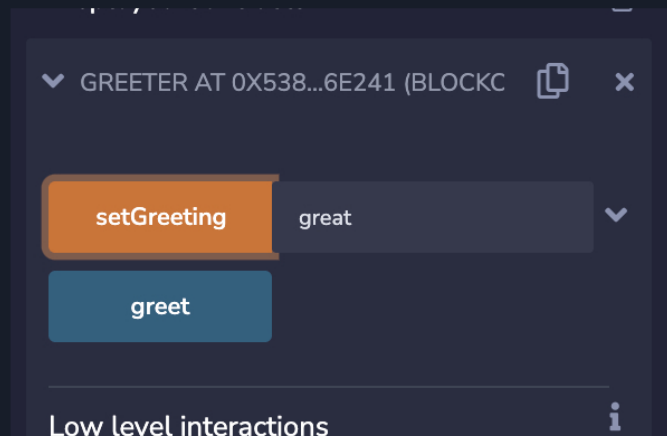 GREETER AT 0X538...6E241 (BLOCKC
setGreeting great
greet
Low level interactions